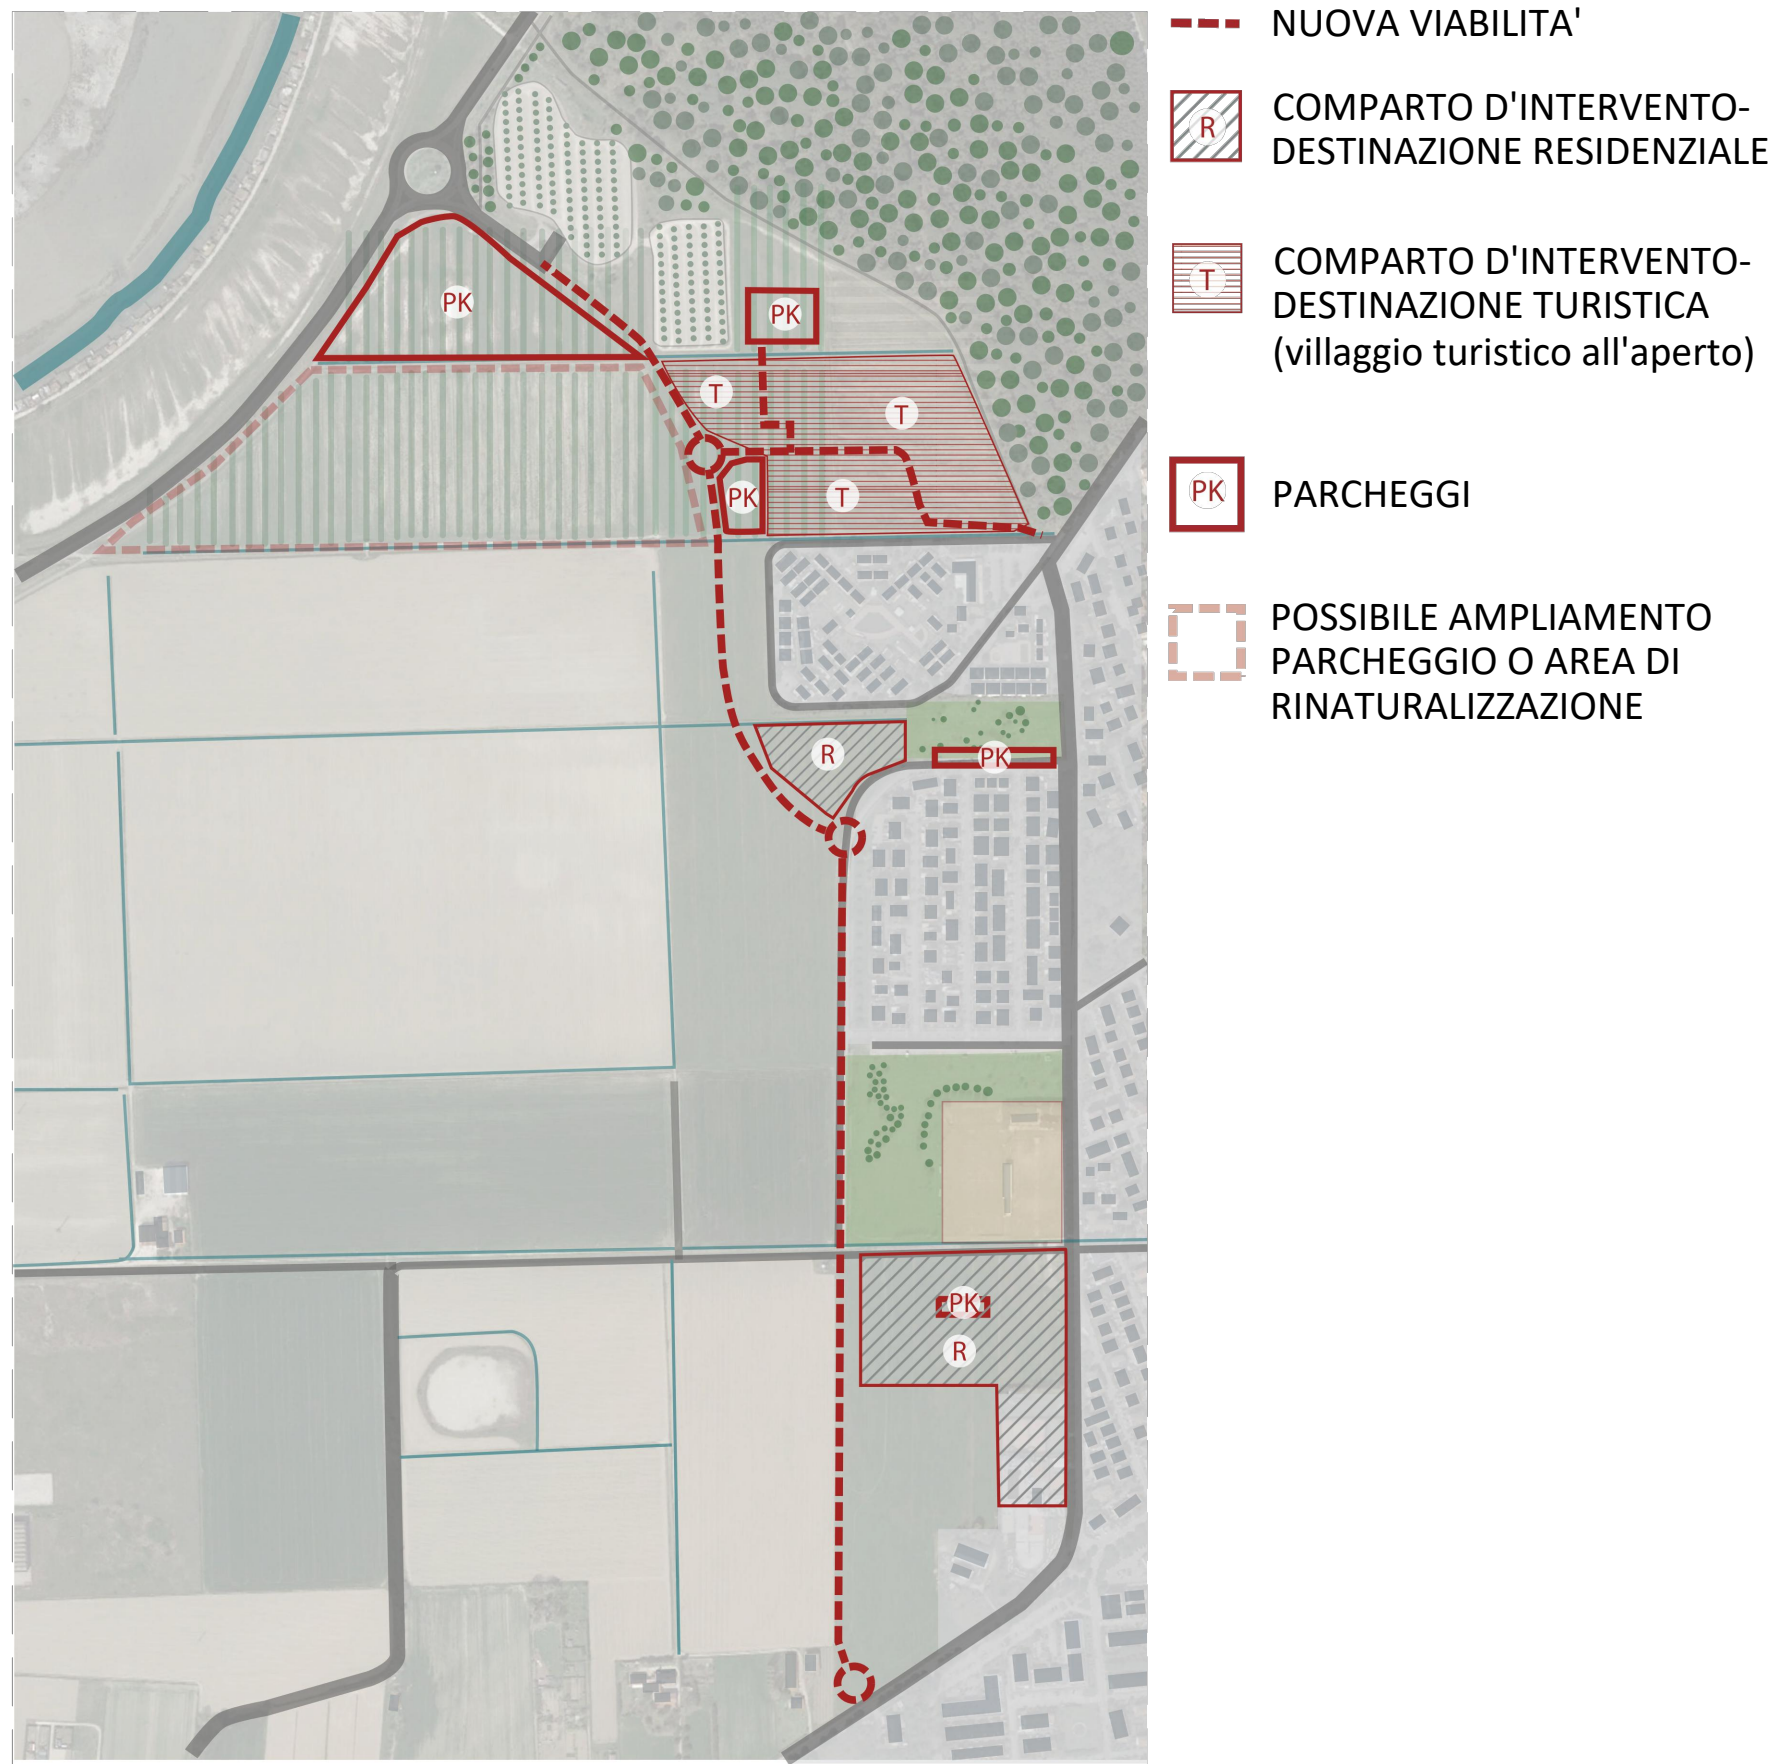 NUOVA VIABILITA'
R
COMPARTO D'INTERVENTO-
DESTINAZIONE RESIDENZIALE
T
COMPARTO D'INTERVENTO-
DESTINAZIONE TURISTICA
(villaggio turistico all'aperto)
PK
PARCHEGGI
POSSIBILE AMPLIAMENTO
PARCHEGGIO O AREA DI
RINATURALIZZAZIONE
PK
PK
T
T
PK
T
R
PK
PK
R